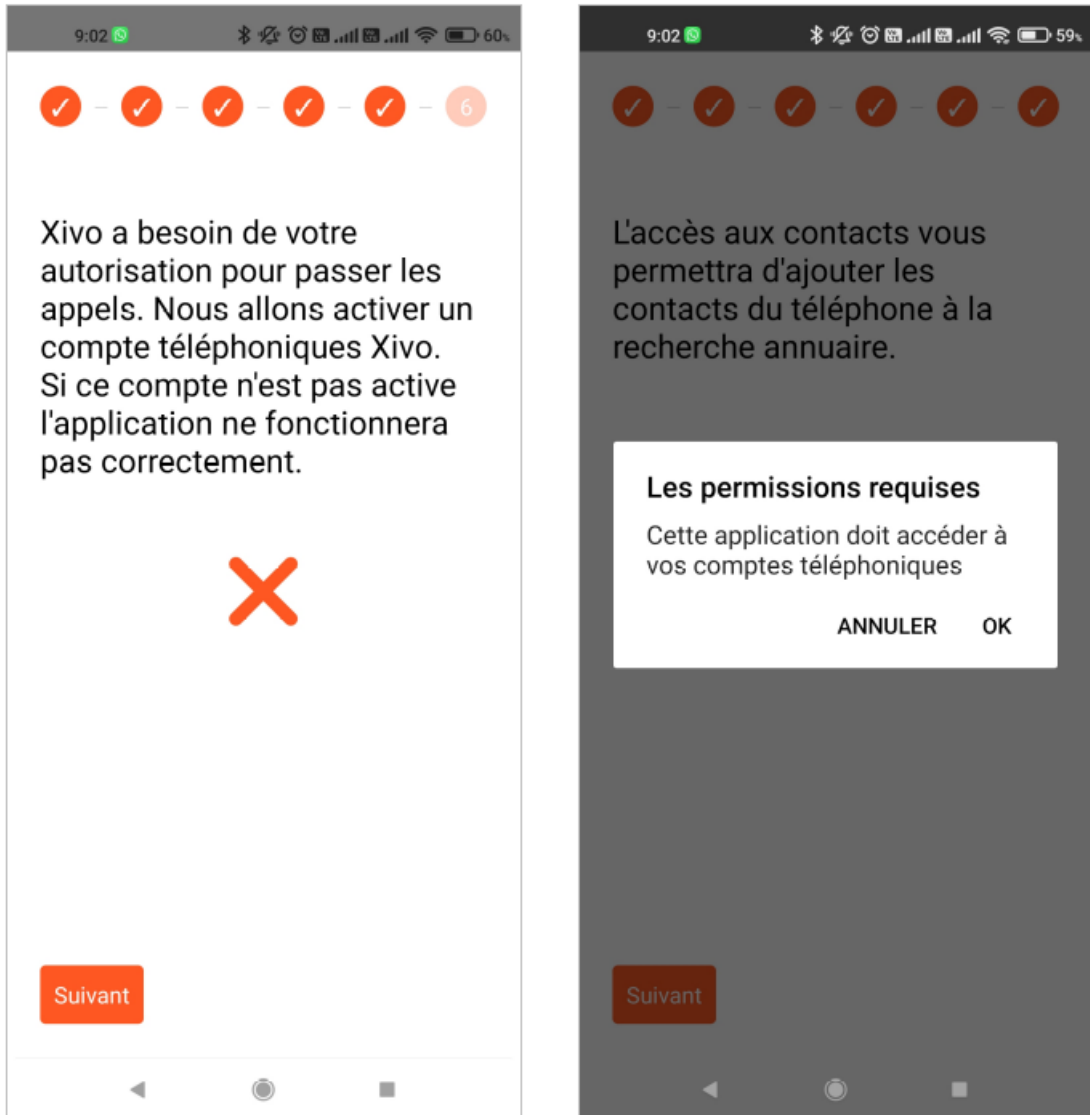 9:02 60%
6
Xivo a besoin de votre
autorisation pour passer les
appels. Nous allons activer un
compte téléphoniques Xivo.
Si ce compte n'est pas active
l'application ne fonctionnera
pas correctement.
Suivant
9:02 59%
L'accès aux contacts vous
permettra d'ajouter les
contacts du téléphone à la
recherche annuaire.
Les permissions requises
Cette application doit accéder à
vos comptes téléphoniques
ANNULER OK
Suivant